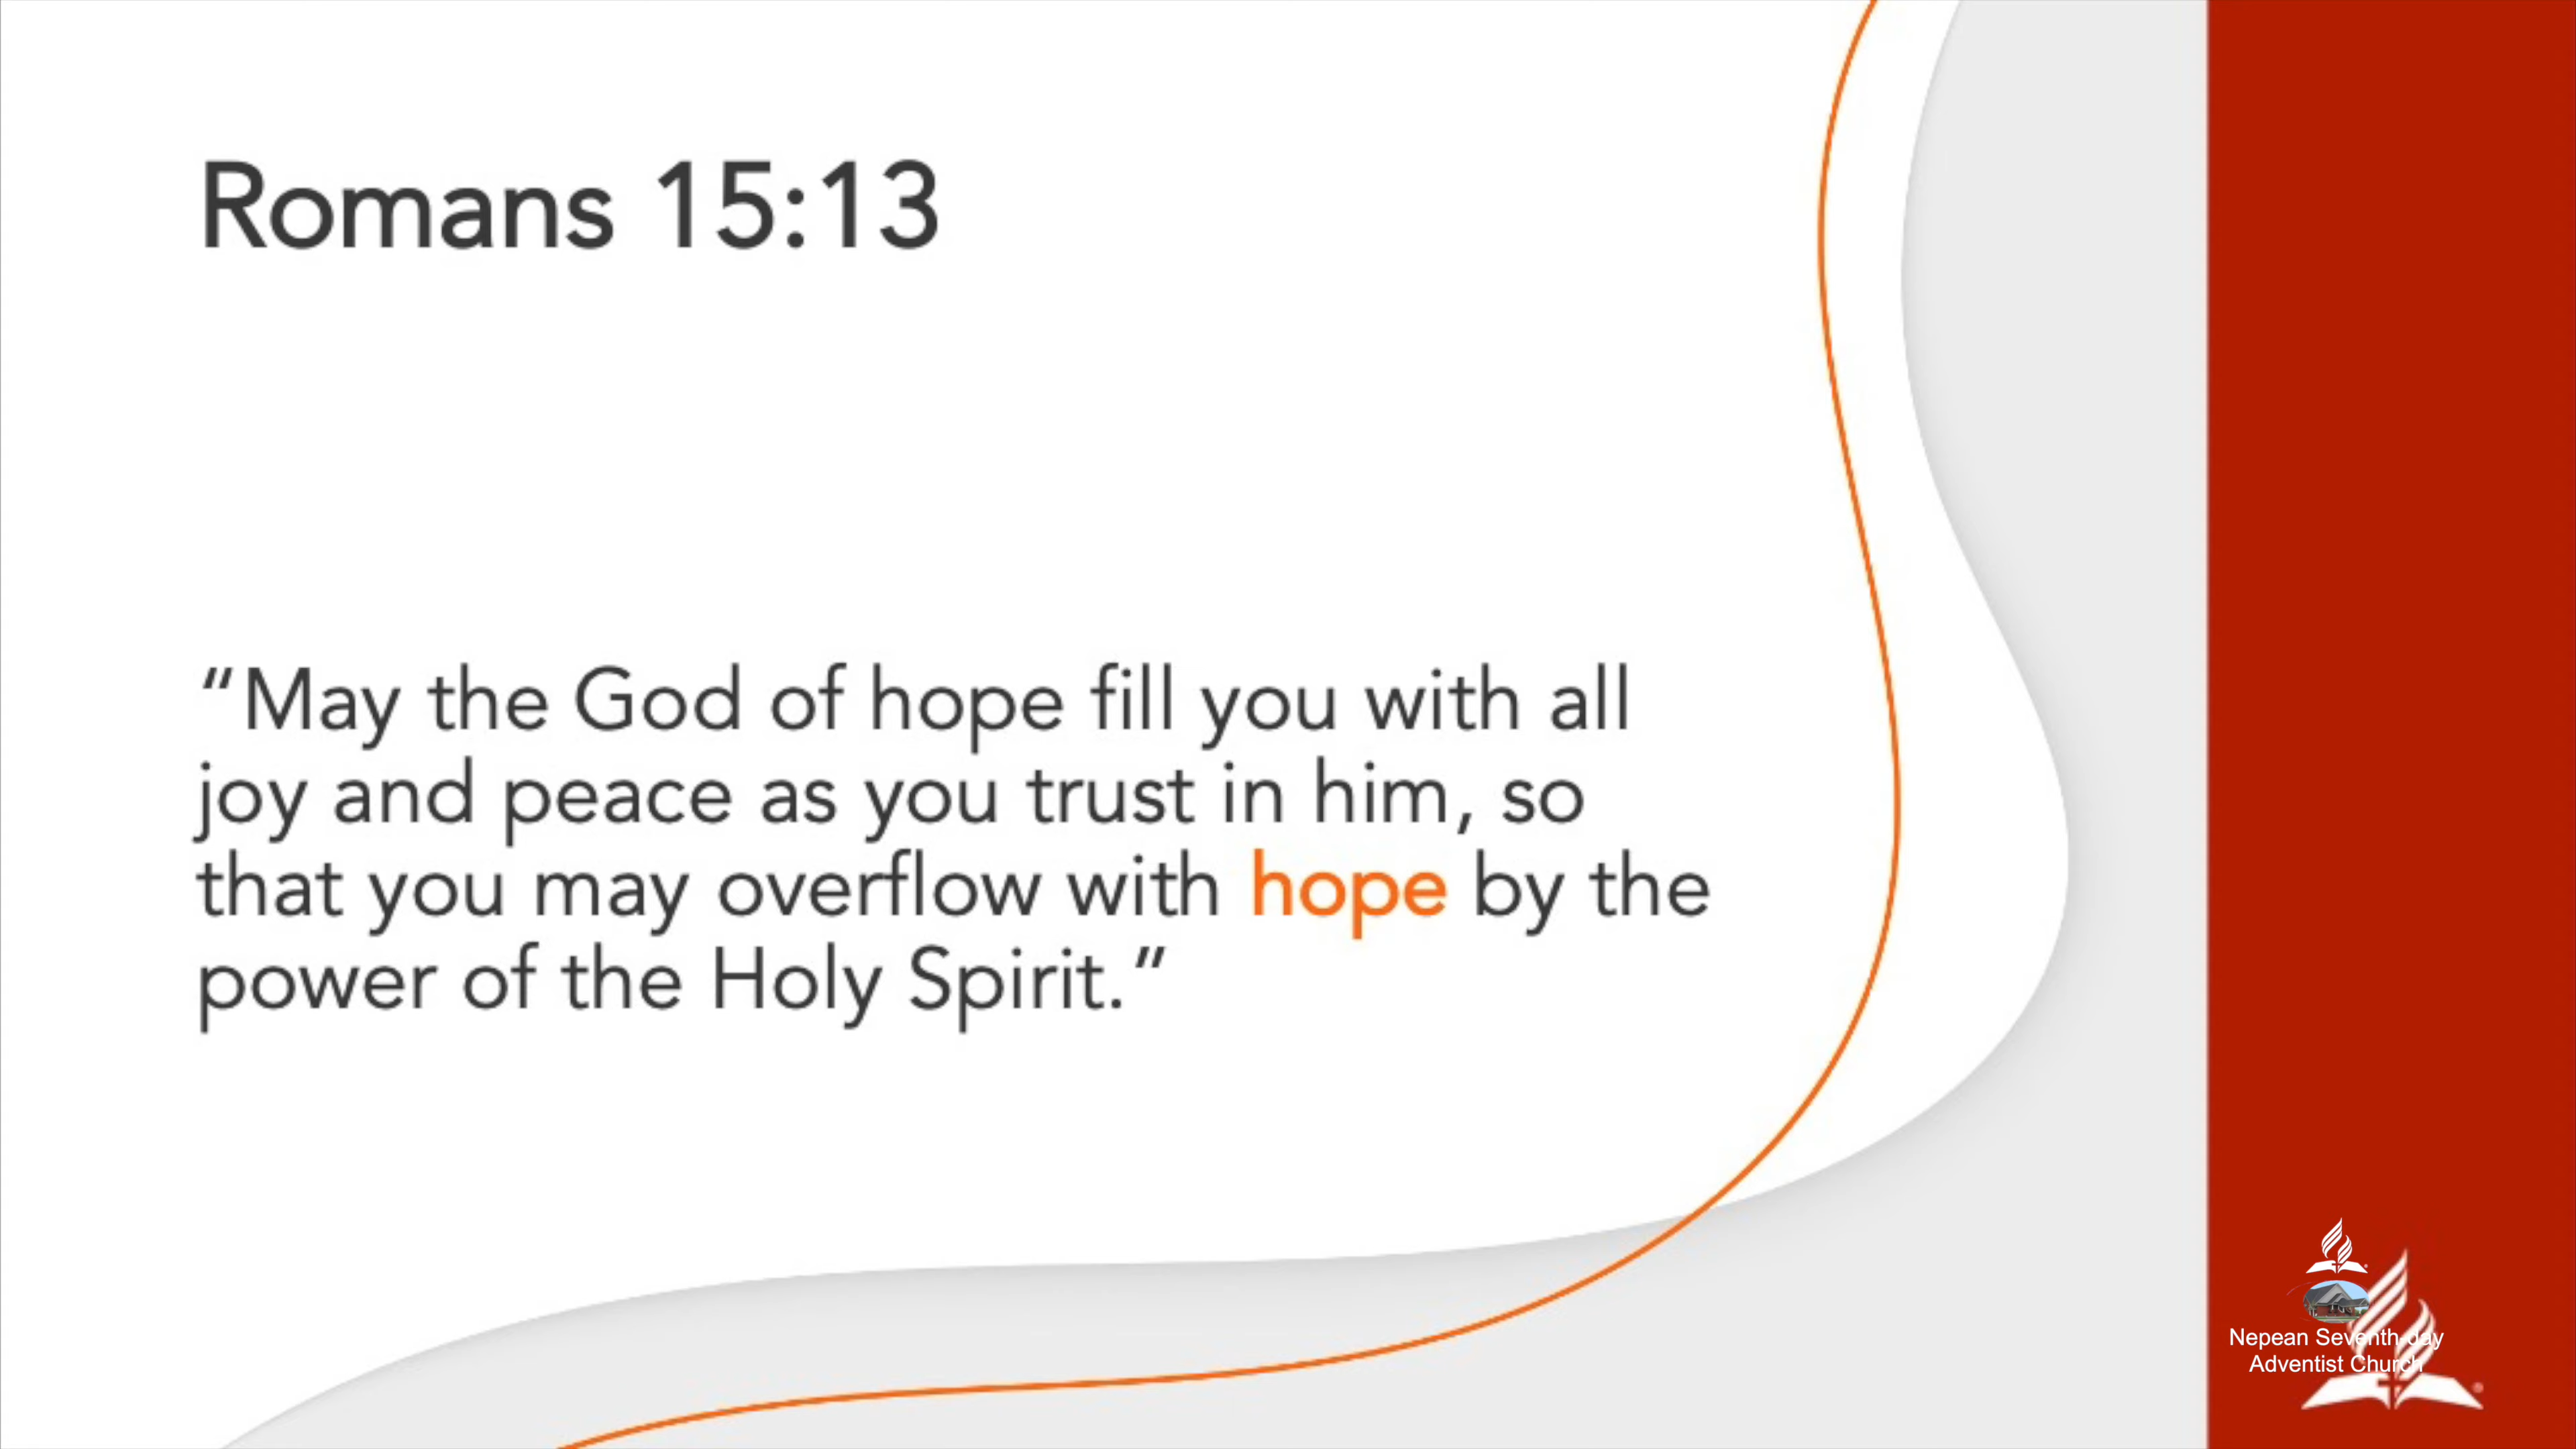 Romans 15:13
“May the God of hope fill you with all
joy and peace as you trust in him, so
that you may overflow with hope by the
power of the Holy Spirit.”
Nepean Seventh-day
Adventist Church